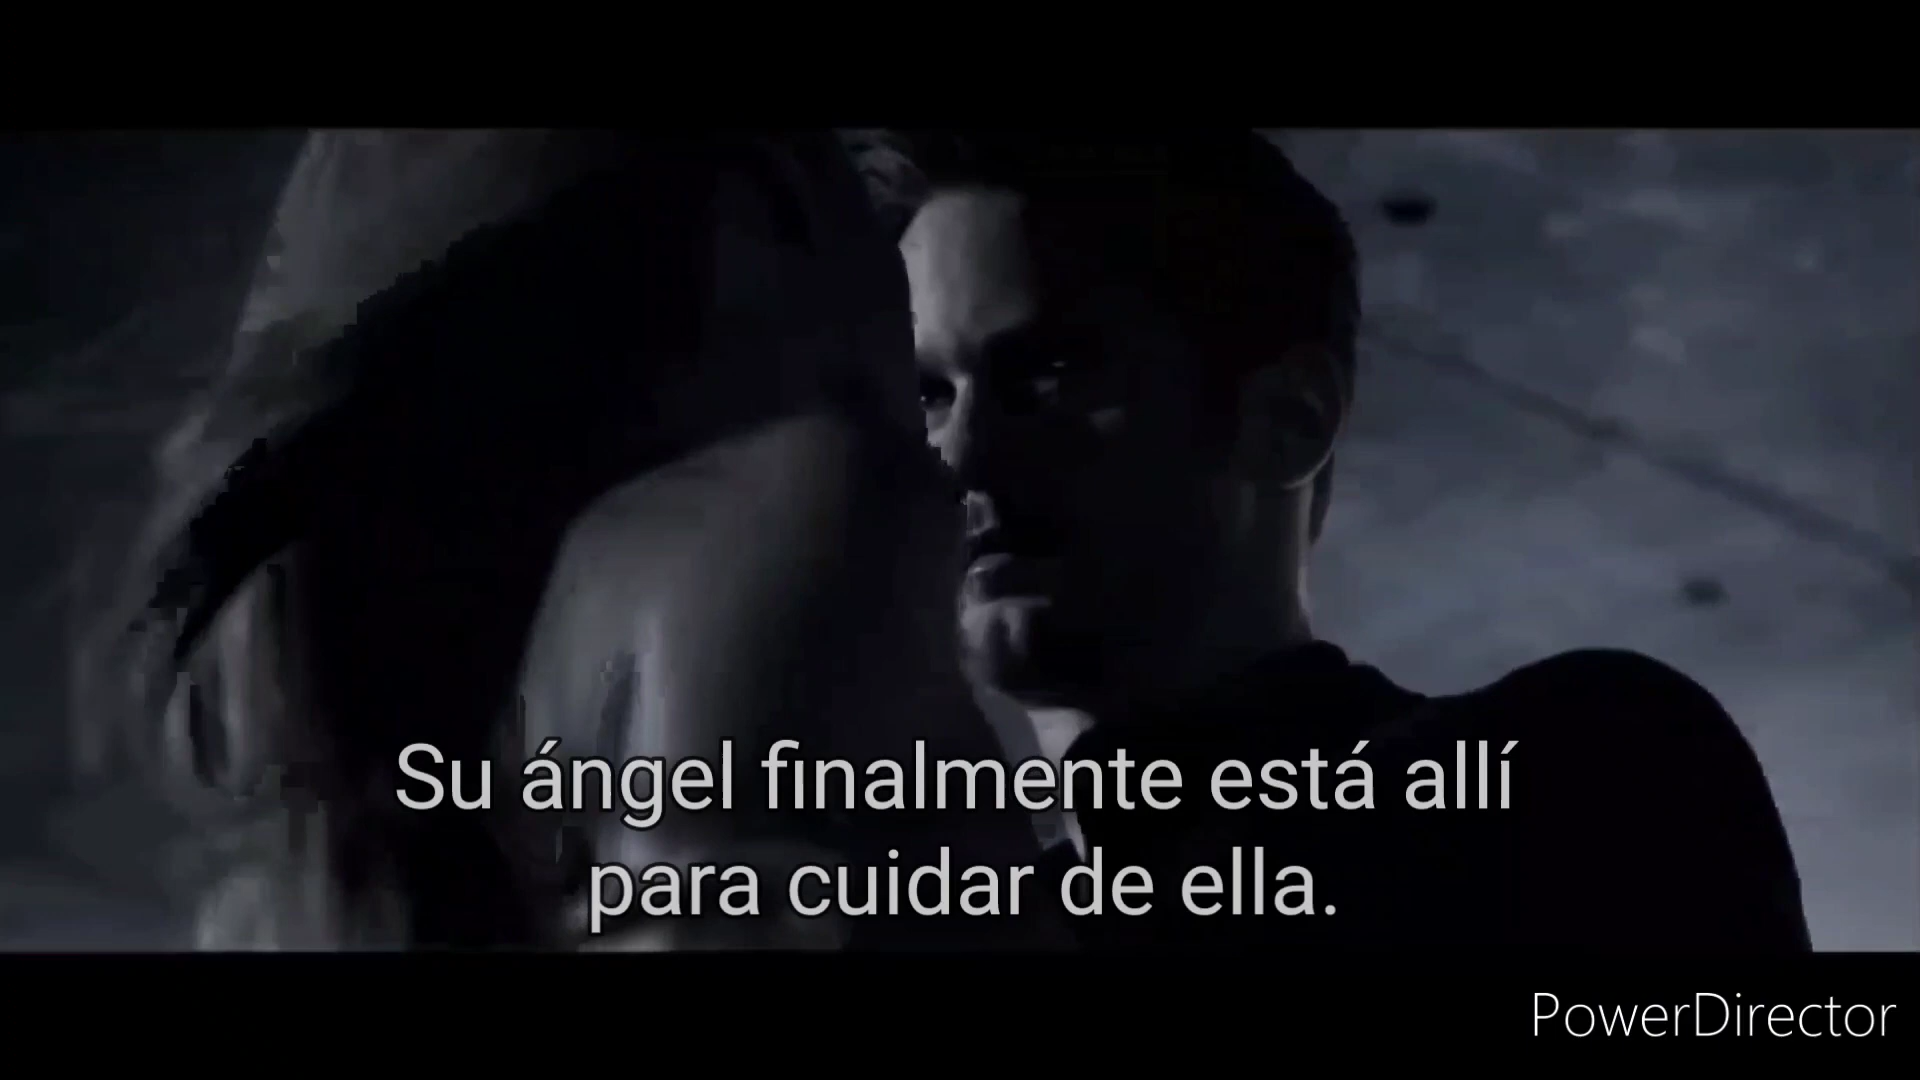 Su ángel finalmente está allí
para cuidar de ella.
PowerDirector